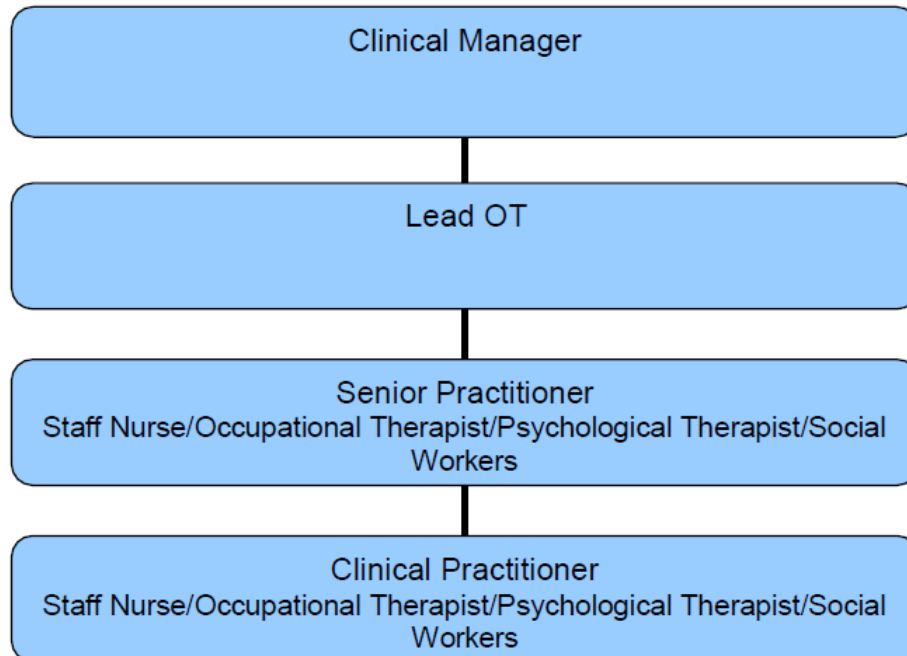 Clinical Manager
Lead OT
Senior Practitioner
Staff Nurse/Occupational Therapist/Psychological Therapist/Social
Workers
Clinical Practitioner
Staff Nurse/Occupational Therapist/Psychological Therapist/Social
Workers